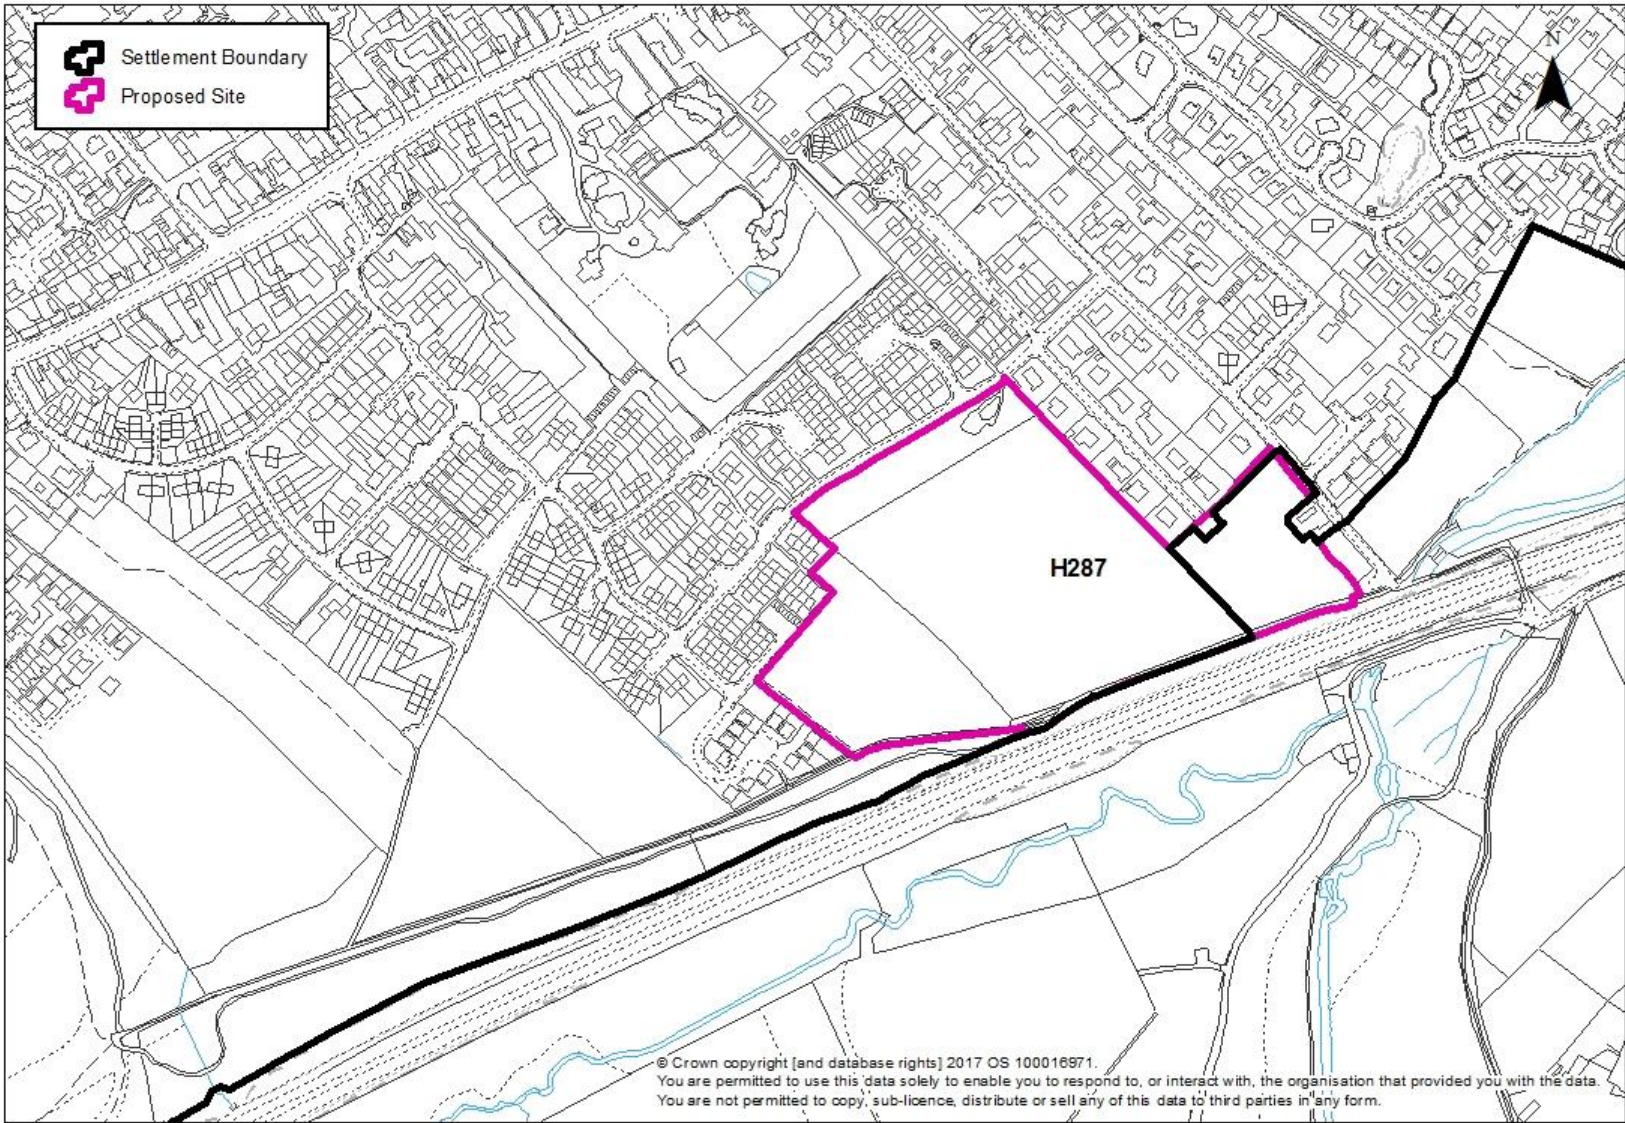 Settlement Boundary
Proposed Site
N
H287
© Crown copyright [and database rights] 2017 OS 100016971.
You are permitted to use this data solely to enable you to respond to, or interact with, the organisation that provided you with the data.
You are not permitted to copy, sub-licence, distribute or sell any of this data to third parties in any form.